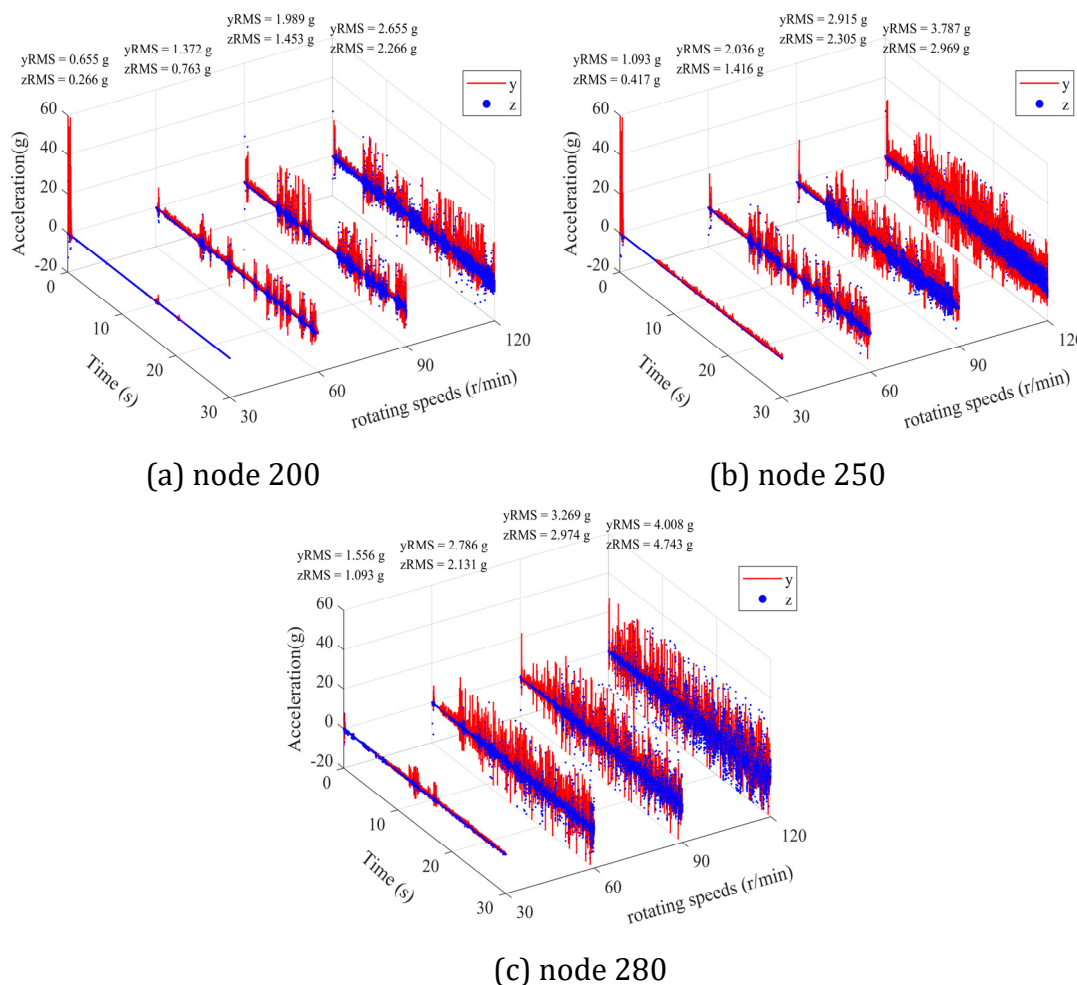 yRMS = 1.989 g
zRMS = 1.453 g
yRMS = 2.655 g
zRMS = 2.266 g
yRMS = 1.372 g
zRMS = 0.763 g
yRMS = 0.655 g
zRMS = 0.266 g
y
z
60
40
20
0
-20
Acceleration(g)
0
10
20
30
Time (s)
30
60
90
120
rotating speeds (r/min)
(a) node 200
yRMS = 2.915 g
zRMS = 2.305 g
yRMS = 3.787 g
zRMS = 2.969 g
yRMS = 2.036 g
zRMS = 1.416 g
yRMS = 1.093 g
zRMS = 0.417 g
y
z
60
40
20
0
-20
Acceleration(g)
0
10
20
30
Time (s)
30
60
90
120
rotating speeds (r/min)
(b) node 250
yRMS = 3.269 g
zRMS = 2.974 g
yRMS = 4.008 g
zRMS = 4.743 g
yRMS = 2.786 g
zRMS = 2.131 g
yRMS = 1.556 g
zRMS = 1.093 g
y
z
60
40
20
0
-20
Acceleration(g)
0
10
20
30
Time (s)
30
60
90
120
rotating speeds (r/min)
(c) node 280